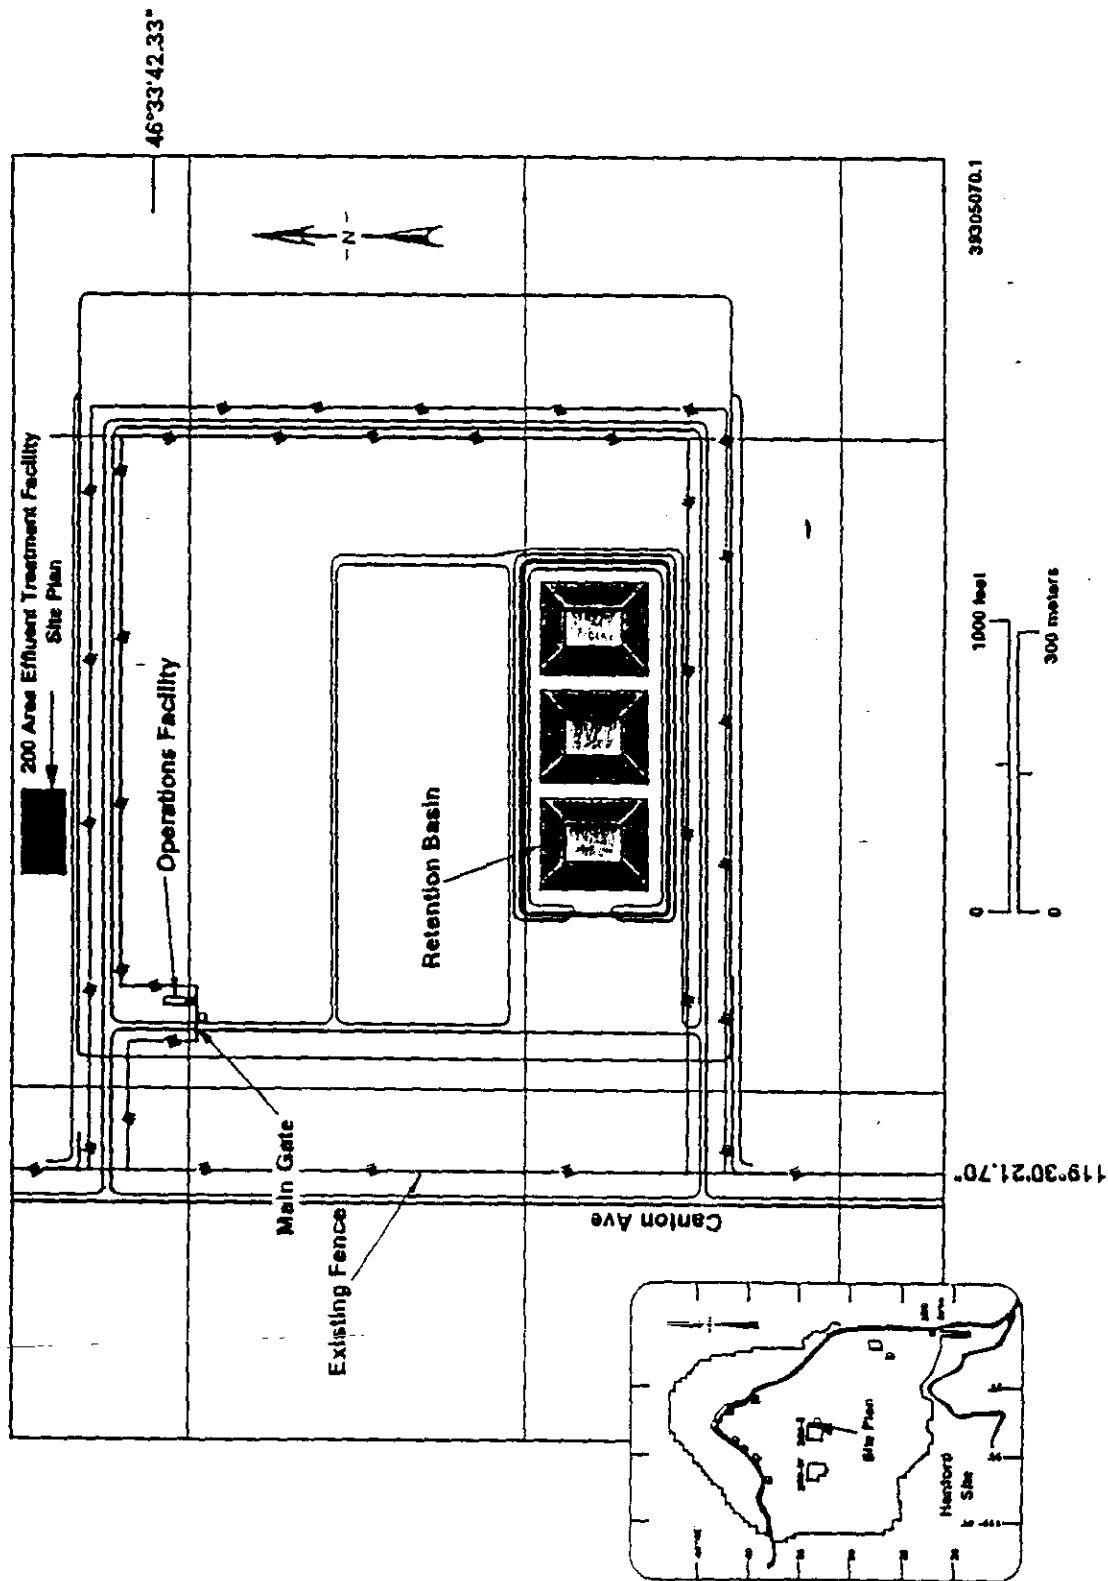 200 Area Effluent Treatment Facility
Site Plan
46°33'42.33"
Operations Facility
-N-
Main Gate
Existing Fence
Retention Basin
Canton Ave
119°30'21.70"
0
1000 feet
0
300 meters
39305070.1
Site Plan
Hanford
Site